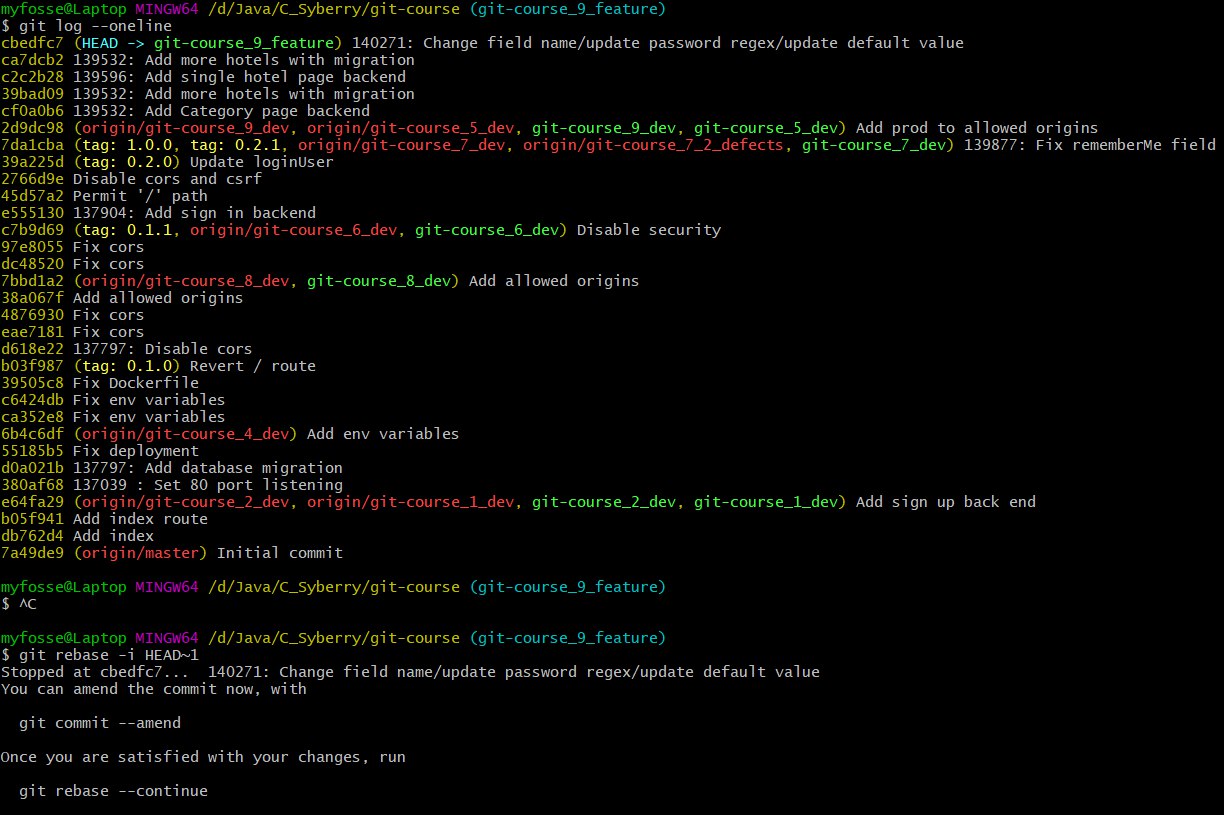 myfosse@Laptop MINGW64 /d/Java/C_Syberry/git-course (git-course_9_feature)
$ git log --oneline
cbedfc7 (HEAD -> git-course_9_feature) 140271: Change field name/update password regex/update default value
ca7dcb2 139532: Add more hotels with migration
c2c2b28 139596: Add single hotel page backend
39bad09 139532: Add more hotels with migration
cf0a0b6 139532: Add Category page backend
2d9dc98 (origin/git-course_9_dev, origin/git-course_5_dev, git-course_9_dev, git-course_5_dev) Add prod to allowed origins
7da1cba (tag: 1.0.0, tag: 0.2.1, origin/git-course_7_dev, origin/git-course_7_2_defects, git-course_7_dev) 139877: Fix rememberMe field
39a225d (tag: 0.2.0) Update loginUser
2766d9e Disable cors and csrf
45d57a2 Permit '/' path
e555130 137904: Add sign in backend
c7b9d69 (tag: 0.1.1, origin/git-course_6_dev, git-course_6_dev) Disable security
97e8055 Fix cors
dc48520 Fix cors
7bbd1a2 (origin/git-course_8_dev, git-course_8_dev) Add allowed origins
38a067f Add allowed origins
4876930 Fix cors
eae7181 Fix cors
d618e22 137797: Disable cors
b03f987 (tag: 0.1.0) Revert / route
39505c8 Fix Dockerfile
c6424db Fix env variables
ca352e8 Fix env variables
6b4c6df (origin/git-course_4_dev) Add env variables
55185b5 Fix deployment
d0a021b 137797: Add database migration
380af68 137039 : Set 80 port listening
e64fa29 (origin/git-course_2_dev, origin/git-course_1_dev, git-course_2_dev, git-course_1_dev) Add sign up back end
b05f941 Add index route
db762d4 Add index
7a49de9 (origin/master) Initial commit
myfosse@Laptop MINGW64 /d/Java/C_Syberry/git-course (git-course_9_feature)
$ ^C
myfosse@Laptop MINGW64 /d/Java/C_Syberry/git-course (git-course_9_feature)
$ git rebase -i HEAD~1
Stopped at cbedfc7...  140271: Change field name/update password regex/update default value
You can amend the commit now, with
git commit --amend
Once you are satisfied with your changes, run
git rebase --continue